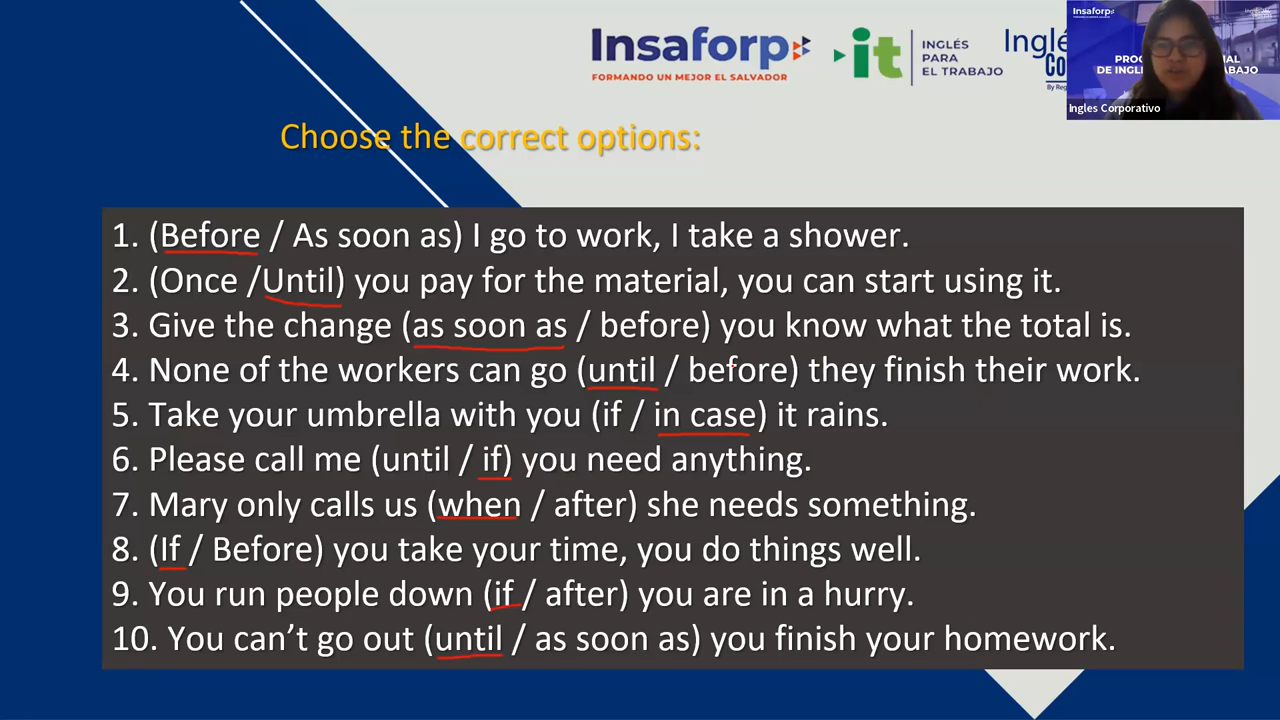 Insaforp
FORMANDO UN MEJOR EL SALVADOR
it
INGLÉS
PARA
EL TRABAJO
Insaforp
Ingles Corporativo
Choose the correct options:
1. (Before / As soon as) I go to work, I take a shower.
2. (Once /Until) you pay for the material, you can start using it.
3. Give the change (as soon as / before) you know what the total is.
4. None of the workers can go (until / before) they finish their work.
5. Take your umbrella with you (if / in case) it rains.
6. Please call me (until / if) you need anything.
7. Mary only calls us (when / after) she needs something.
8. (If / Before) you take your time, you do things well.
9. You run people down (if / after) you are in a hurry.
10. You can’t go out (until / as soon as) you finish your homework.